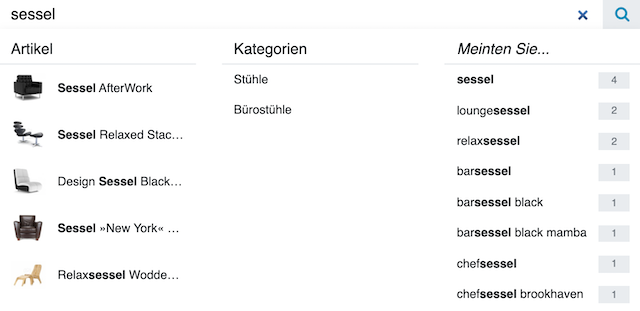 sessel
Artikel
Sessel AfterWork
Sessel Relaxed Stac...
Design Sessel Black...
Sessel »New York« ...
Relaxsessel Wodde...
Kategorien
Stühle
Bürostühle
Meinten Sie...
sessel 4
loungesessel 2
relaxsessel 2
barsessel 1
barsessel black 1
barsessel black mamba 1
chefsessel 1
chefsessel brookhaven 1